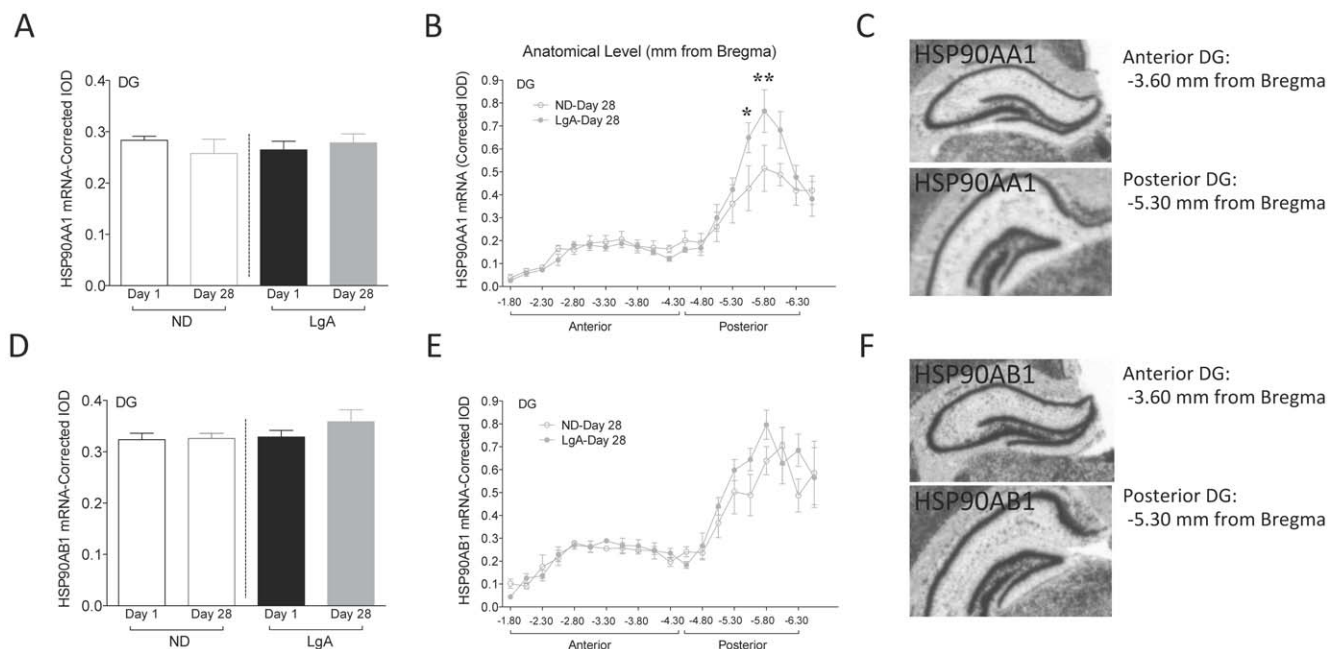 A
HSP90AA1 mRNA-Corrected IOD
DG
0.4
0.3
0.2
0.1
0.0
Day 1
Day 28
Day 1
Day 28
ND
LgA
B
Anatomical Level (mm from Bregma)
HSP90AA1 mRNA (Corrected IOD)
DG
ND-Day 28
LgA-Day 28
*
**
0.9
0.8
0.7
0.6
0.5
0.4
0.3
0.2
0.1
0.0
-1.80
-2.30
-2.80
-3.30
-3.80
-4.30
-4.80
-5.30
-5.80
-6.30
Anterior
Posterior
C
HSP90AA1
Anterior DG:
-3.60 mm from Bregma
HSP90AA1
Posterior DG:
-5.30 mm from Bregma
D
HSP90AB1 mRNA-Corrected IOD
DG
0.4
0.3
0.2
0.1
0.0
Day 1
Day 28
Day 1
Day 28
ND
LgA
E
HSP90AB1 mRNA-Corrected IOD
DG
ND-Day 28
LgA-Day 28
0.9
0.8
0.7
0.6
0.5
0.4
0.3
0.2
0.1
0.0
-1.80
-2.30
-2.80
-3.30
-3.80
-4.30
-4.80
-5.30
-5.80
-6.30
Anterior
Posterior
F
HSP90AB1
Anterior DG:
-3.60 mm from Bregma
HSP90AB1
Posterior DG:
-5.30 mm from Bregma